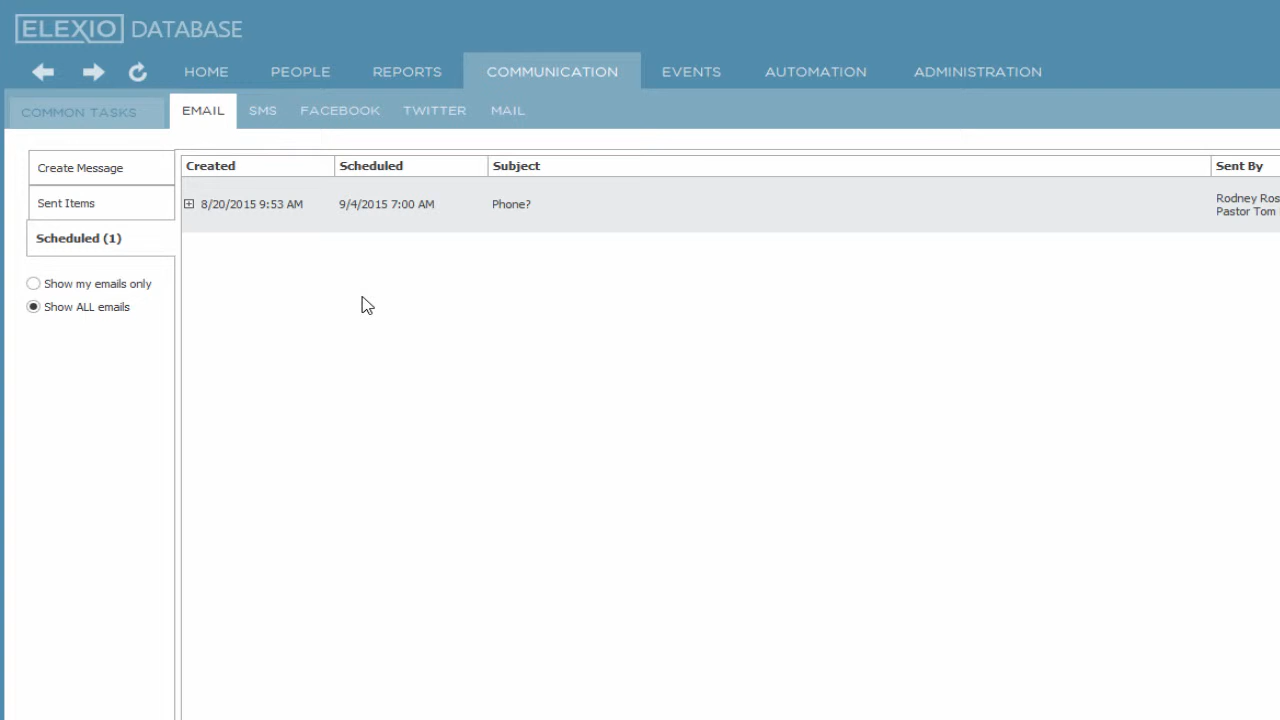 ELEXIO DATABASE
HOME PEOPLE REPORTS COMMUNICATION EVENTS AUTOMATION ADMINISTRATION
COMMON TASKS EMAIL SMS FACEBOOK TWITTER MAIL
Create Message
Sent Items
Scheduled (1)
Show my emails only
Show ALL emails
Created Scheduled Subject Sent By
8/20/2015 9:53 AM 9/4/2015 7:00 AM Phone? Rodney Ros
Pastor Tom